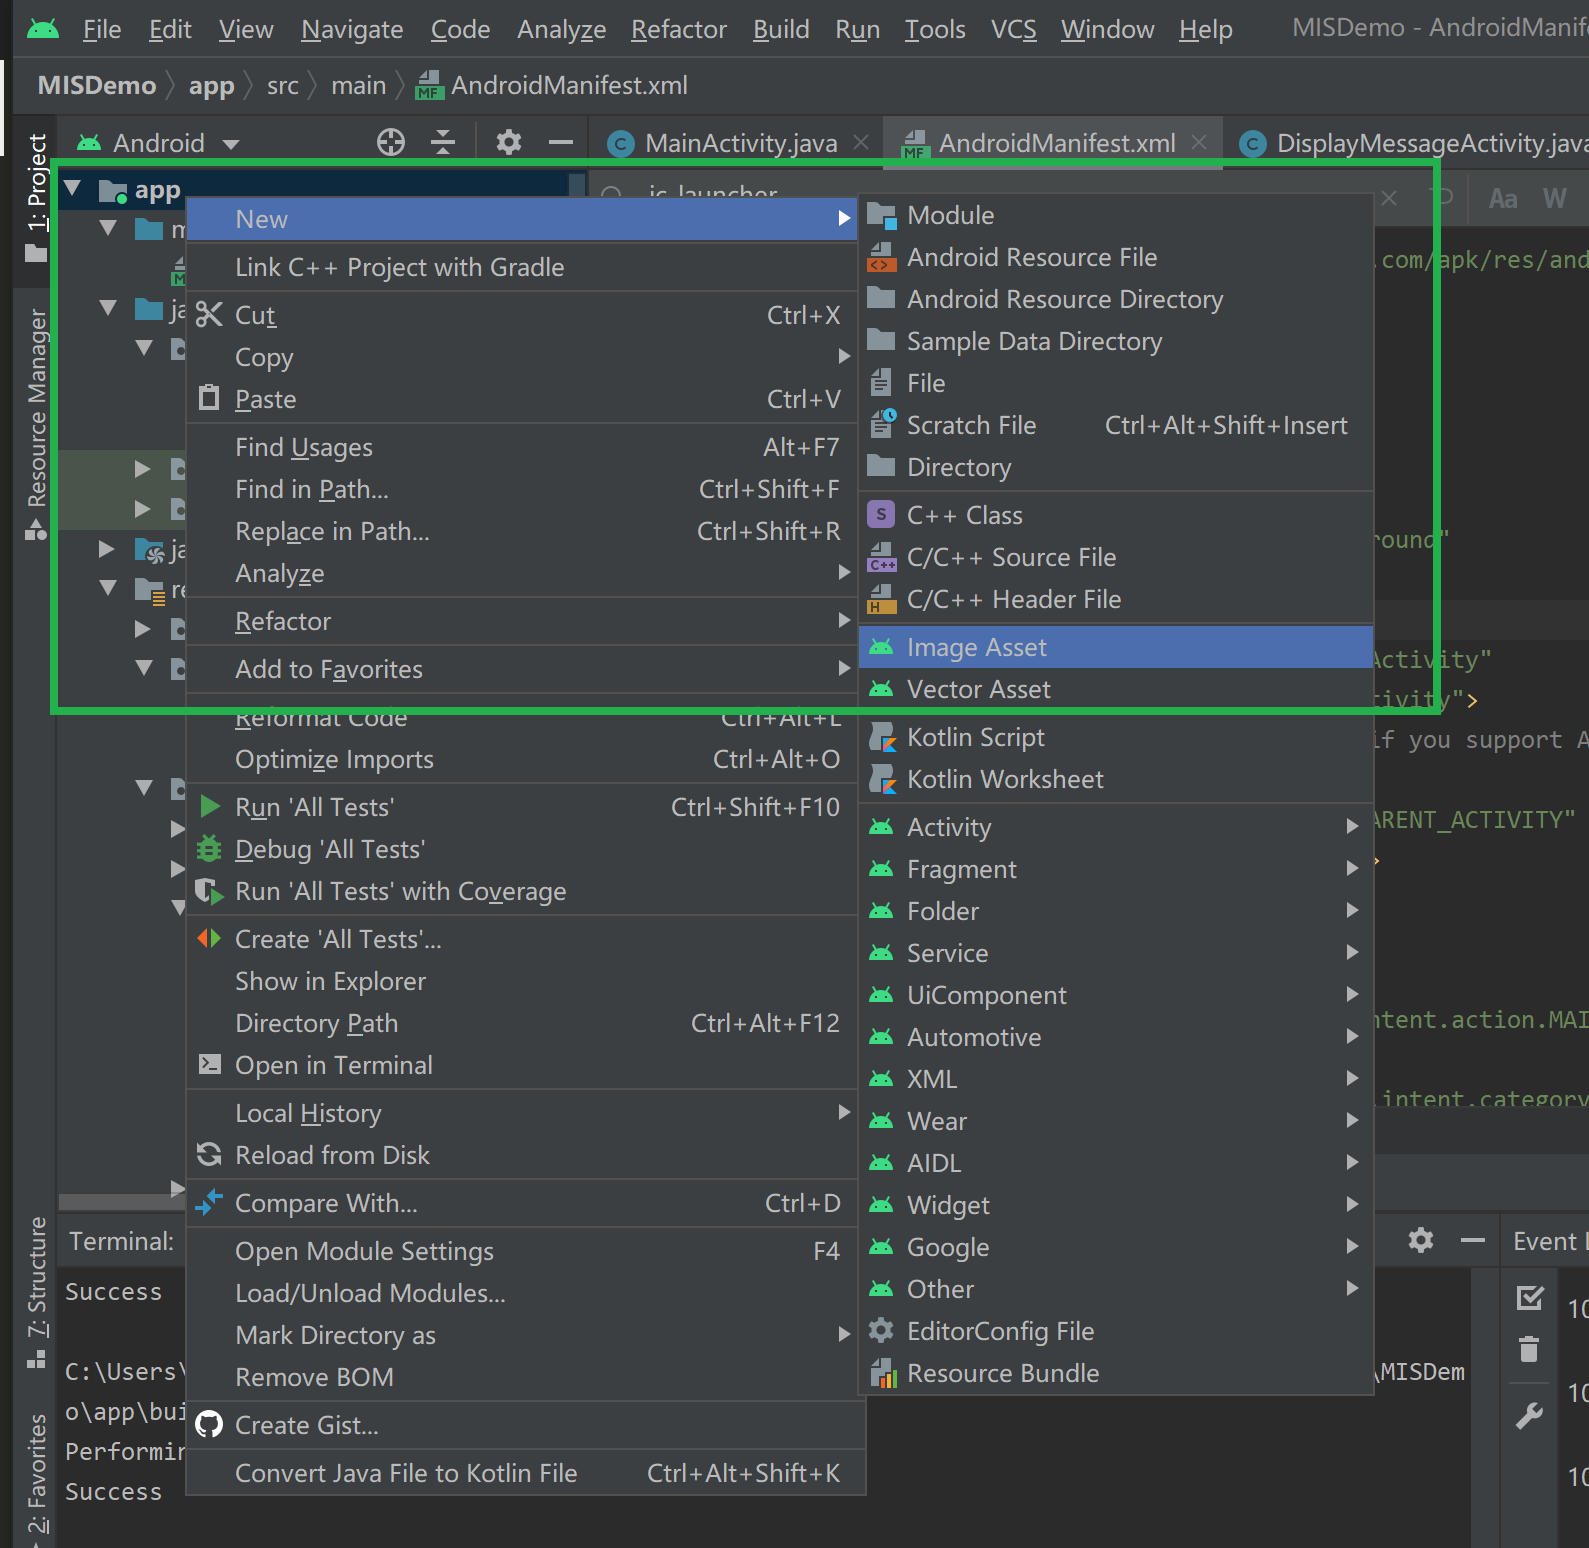 File Edit View Navigate Code Analyze Refactor Build Run Tools VCS Window Help MISDemo - AndroidManife
MISDemo app src main AndroidManifest.xml
Android MainActivity.java AndroidManifest.xml DisplayMessageActivity.java
1: Project
Resource Manager
7: Structure
2: Favorites
app
ic_launcher
Aa W
m
ja
ja
re
New
Link C++ Project with Gradle
Cut Ctrl+X
Copy
Paste Ctrl+V
Find Usages Alt+F7
Find in Path... Ctrl+Shift+F
Replace in Path... Ctrl+Shift+R
Analyze
Refactor
Add to Favorites
Reformat Code Ctrl+Alt+L
Optimize Imports Ctrl+Alt+O
Run 'All Tests' Ctrl+Shift+F10
Debug 'All Tests'
Run 'All Tests' with Coverage
Create 'All Tests'...
Show in Explorer
Directory Path Ctrl+Alt+F12
Open in Terminal
Local History
Reload from Disk
Compare With... Ctrl+D
Open Module Settings F4
Load/Unload Modules...
Mark Directory as
Remove BOM
Create Gist...
Convert Java File to Kotlin File Ctrl+Alt+Shift+K
Module
Android Resource File
Android Resource Directory
Sample Data Directory
File
Scratch File Ctrl+Alt+Shift+Insert
Directory
C++ Class
C/C++ Source File
C/C++ Header File
Image Asset
Vector Asset
Kotlin Script
Kotlin Worksheet
Activity
Fragment
Folder
Service
UiComponent
Automotive
XML
Wear
AIDL
Widget
Google
Other
EditorConfig File
Resource Bundle
.com/apk/res/and
round"
Activity"
tivity">
if you support A
ARENT_ACTIVITY"
>
ntent.action.MAI
.intent.category
Terminal:
Success
C:\Users\ \MISDem
o\app\bui
Performin
Success
Event L
10
10
10